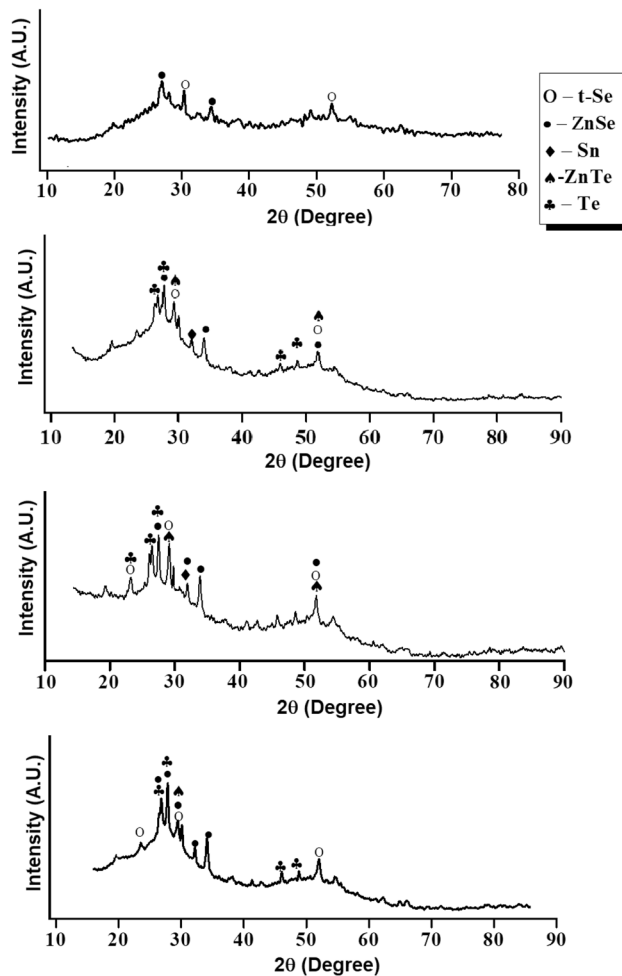 Intensity (A.U.)
10 20 30 40 50 60 70 80
2θ (Degree)
O – t-Se
● – ZnSe
♦ – Sn
♠-ZnTe
♣ – Te
Intensity (A.U.)
♣ ♣ ● ♠ O ♦ ● ♣ ♣ ♠ O ●
10 20 30 40 50 60 70 80 90
2θ (Degree)
Intensity (A.U.)
♣ O ♣ ♣ ● O ♠ ● ♦ ● ● O ♠
10 20 30 40 50 60 70 80 90
2θ (Degree)
Intensity (A.U.)
O ● ♣ ♣ ● ♠ ● O ● ● ♣ ♣ O
10 20 30 40 50 60 70 80 90
2θ (Degree)